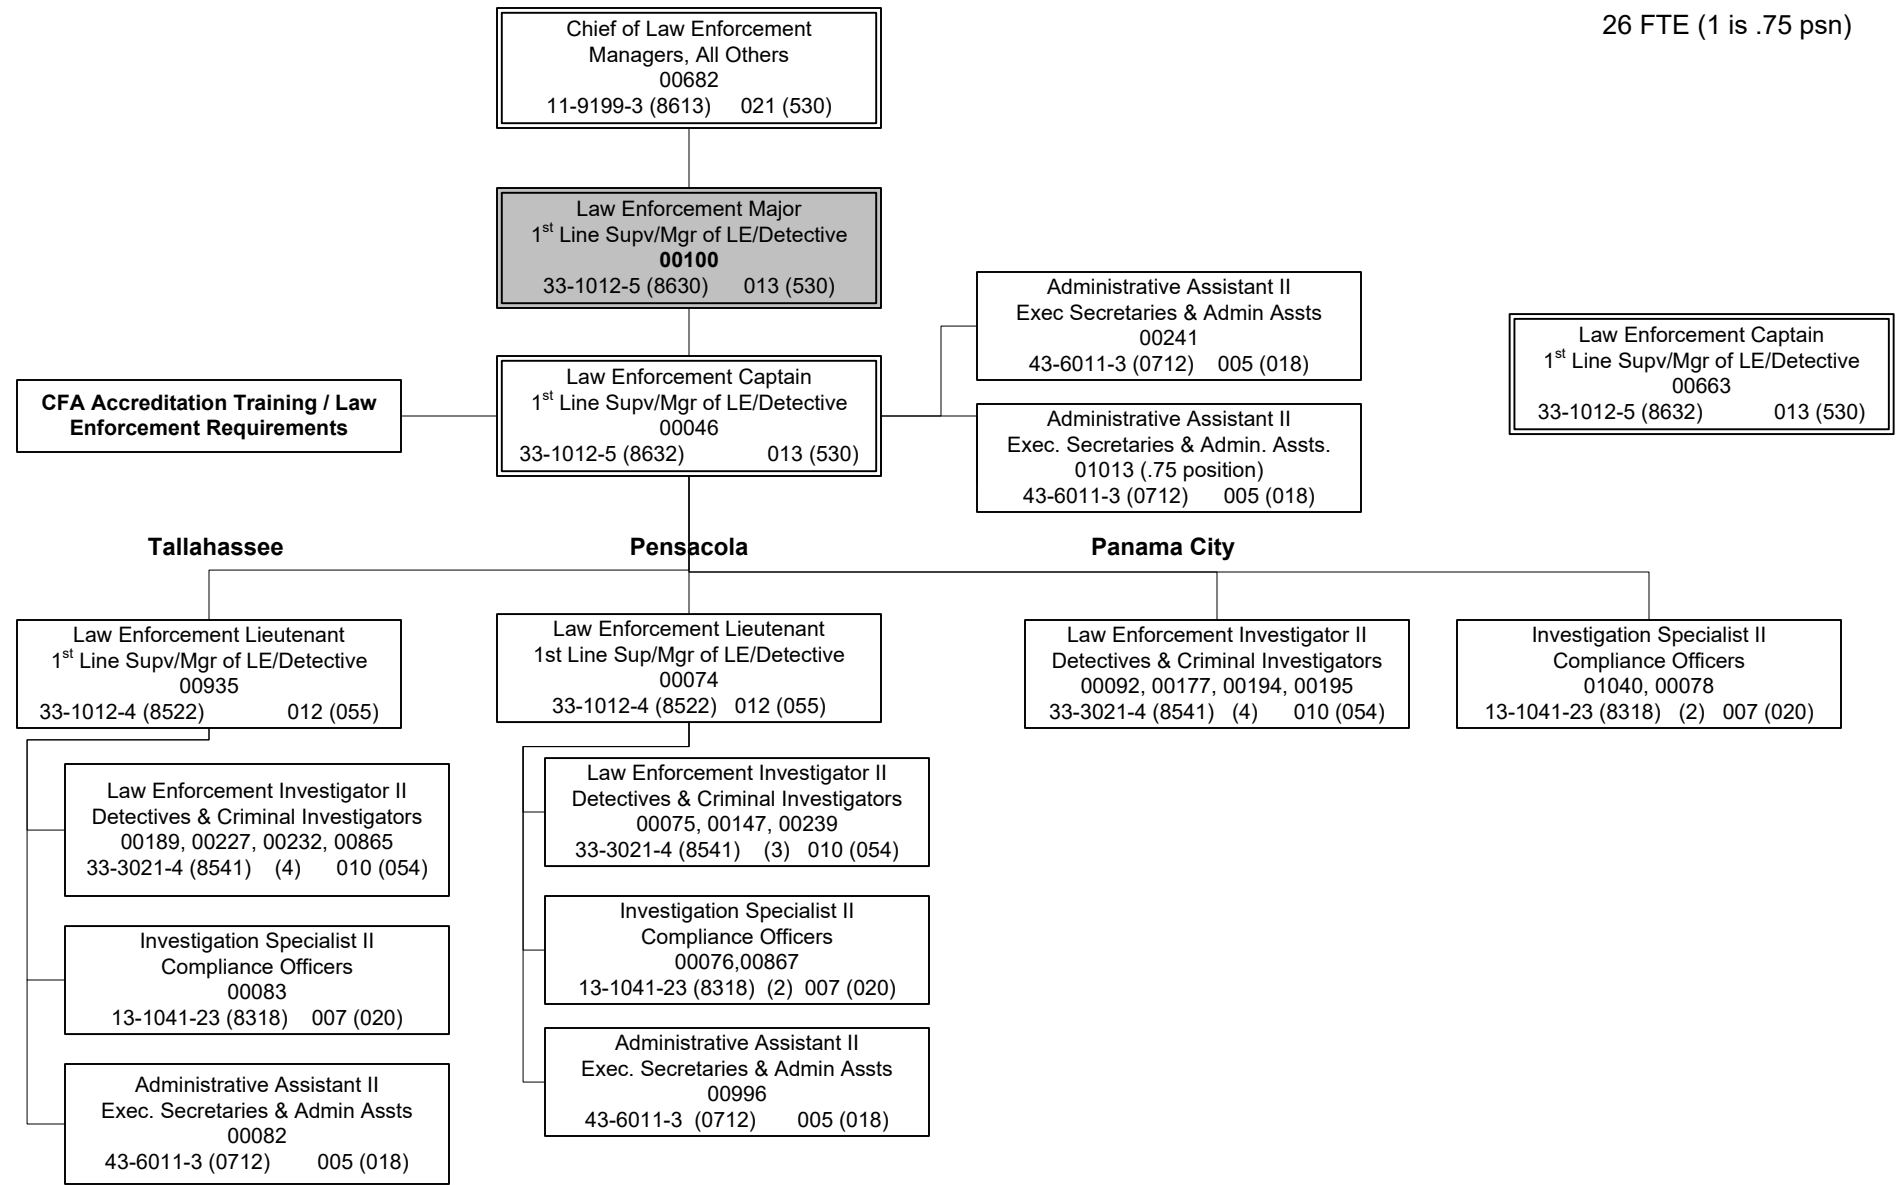 26 FTE (1 is .75 psn)
Chief of Law Enforcement
Managers, All Others
00682
11-9199-3 (8613) 021 (530)
Law Enforcement Major
1st Line Supv/Mgr of LE/Detective
00100
33-1012-5 (8630) 013 (530)
Administrative Assistant II
Exec Secretaries & Admin Assts
00241
43-6011-3 (0712) 005 (018)
Law Enforcement Captain
1st Line Supv/Mgr of LE/Detective
00663
33-1012-5 (8632) 013 (530)
Law Enforcement Captain
1st Line Supv/Mgr of LE/Detective
00046
33-1012-5 (8632) 013 (530)
CFA Accreditation Training / Law
Enforcement Requirements
Administrative Assistant II
Exec. Secretaries & Admin. Assts.
01013 (.75 position)
43-6011-3 (0712) 005 (018)
Tallahassee
Pensacola
Panama City
Law Enforcement Lieutenant
1st Line Supv/Mgr of LE/Detective
00935
33-1012-4 (8522) 012 (055)
Law Enforcement Lieutenant
1st Line Sup/Mgr of LE/Detective
00074
33-1012-4 (8522) 012 (055)
Law Enforcement Investigator II
Detectives & Criminal Investigators
00092, 00177, 00194, 00195
33-3021-4 (8541) (4) 010 (054)
Investigation Specialist II
Compliance Officers
01040, 00078
13-1041-23 (8318) (2) 007 (020)
Law Enforcement Investigator II
Detectives & Criminal Investigators
00189, 00227, 00232, 00865
33-3021-4 (8541) (4) 010 (054)
Investigation Specialist II
Compliance Officers
00083
13-1041-23 (8318) 007 (020)
Administrative Assistant II
Exec. Secretaries & Admin Assts
00082
43-6011-3 (0712) 005 (018)
Law Enforcement Investigator II
Detectives & Criminal Investigators
00075, 00147, 00239
33-3021-4 (8541) (3) 010 (054)
Investigation Specialist II
Compliance Officers
00076,00867
13-1041-23 (8318) (2) 007 (020)
Administrative Assistant II
Exec. Secretaries & Admin Assts
00996
43-6011-3 (0712) 005 (018)